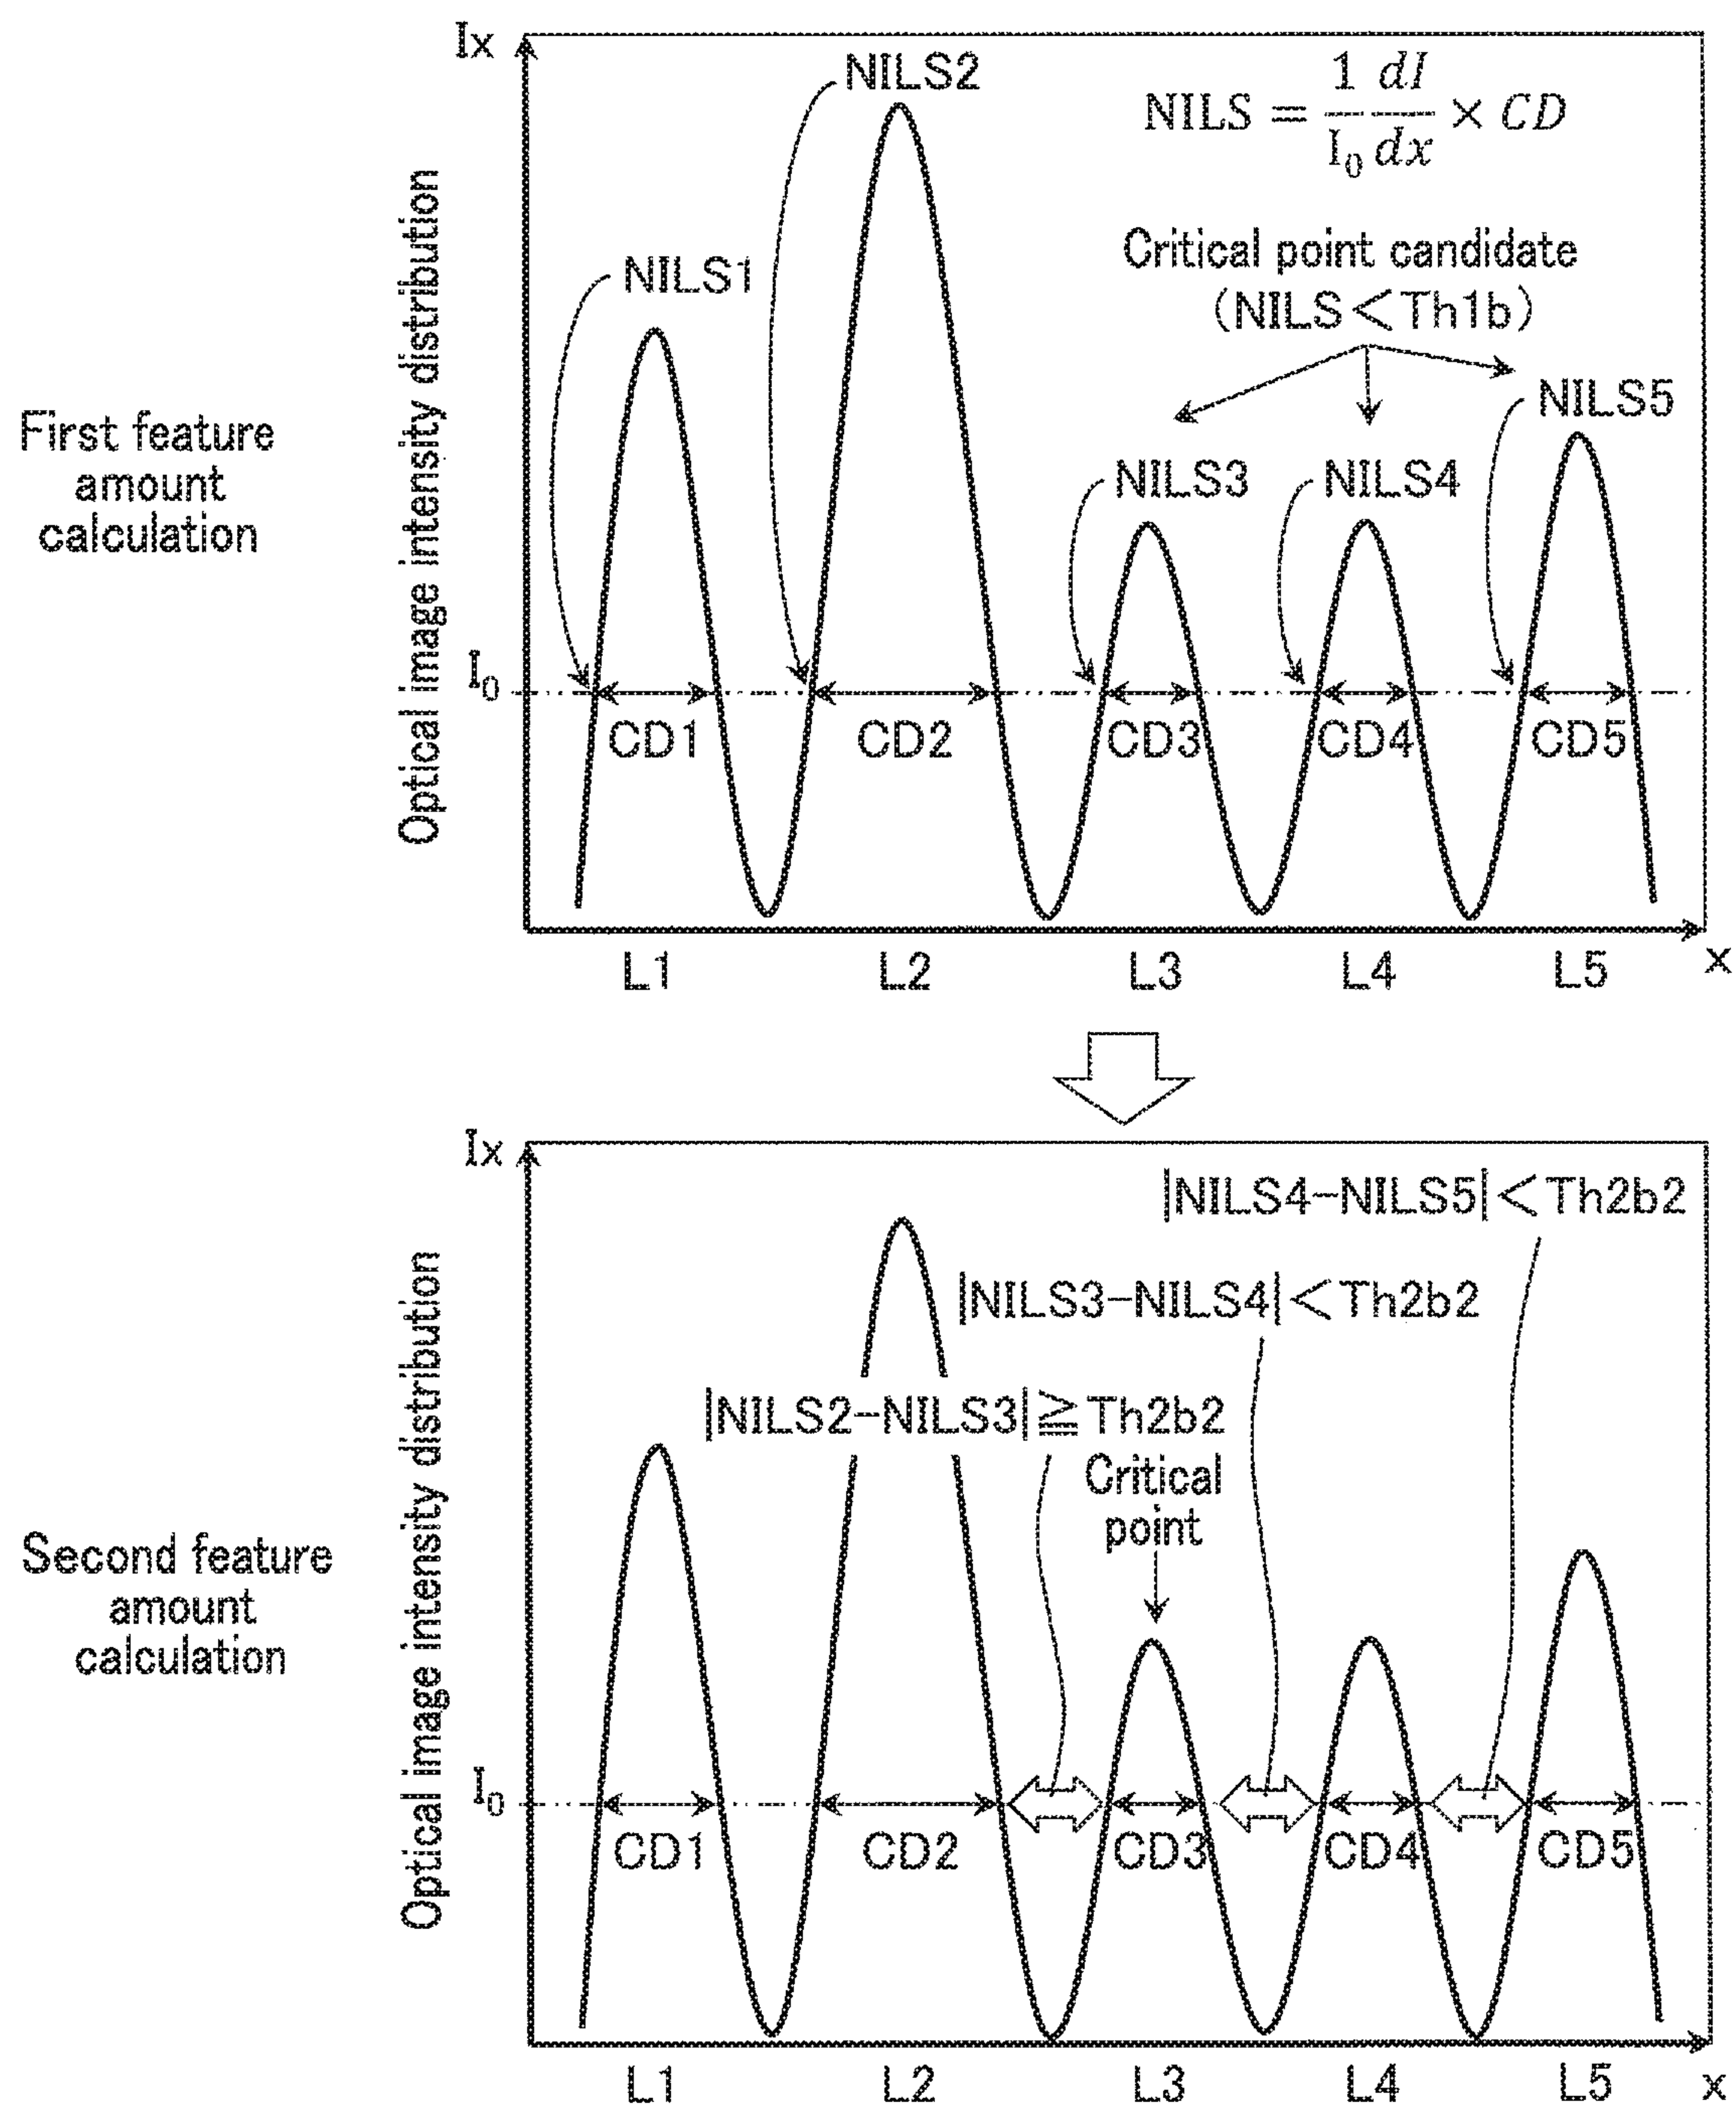 Ix
NILS2
NILS = 1/I₀ dI/dx × CD
NILS1
Critical point candidate
(NILS<Th1b)
NILS5
NILS3
NILS4
First feature
amount
calculation
Optical image intensity distribution
I₀
CD1
CD2
CD3
CD4
CD5
L1
L2
L3
L4
L5
x
Ix
|NILS4-NILS5|<Th2b2
|NILS3-NILS4|<Th2b2
|NILS2-NILS3|≧Th2b2
Critical
point
Second feature
amount
calculation
Optical image intensity distribution
I₀
CD1
CD2
CD3
CD4
CD5
L1
L2
L3
L4
L5
x